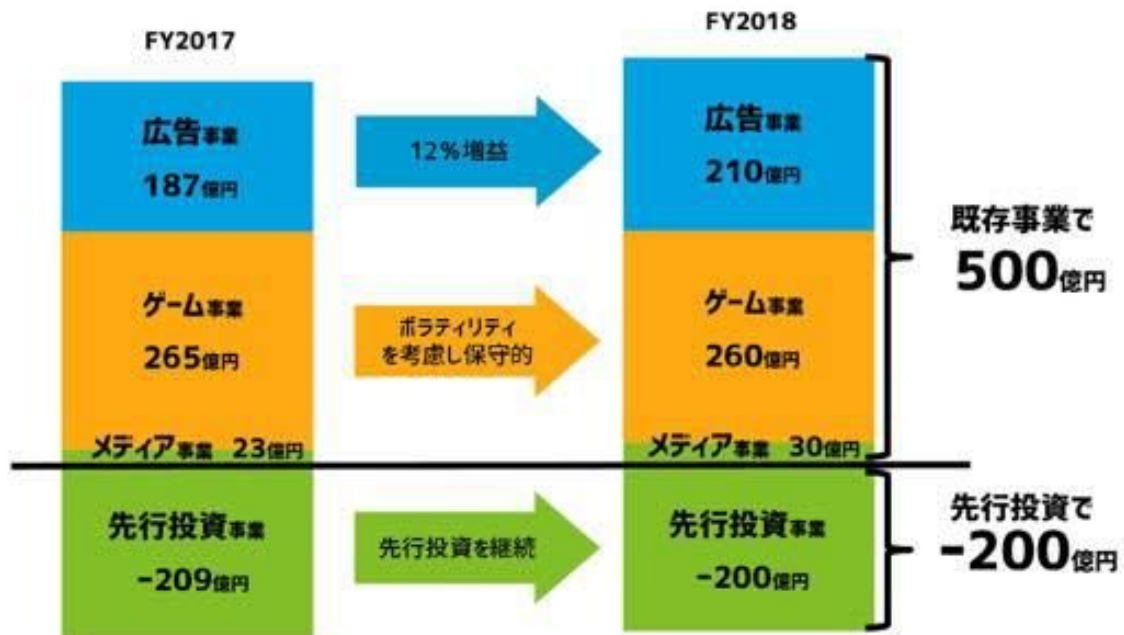 FY2017
広告事業
187億円
ゲーム事業
265億円
メディア事業 23億円
先行投資事業
-209億円
12%増益
ボラティリティ
を考慮し保守的
先行投資を継続
FY2018
広告事業
210億円
ゲーム事業
260億円
メディア事業 30億円
先行投資事業
-200億円
既存事業で
500億円
先行投資で
-200億円